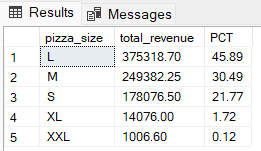 Results Messages
pizza_size total_revenue PCT
1 L 375318.70 45.89
2 M 249382.25 30.49
3 S 178076.50 21.77
4 XL 14076.00 1.72
5 XXL 1006.60 0.12